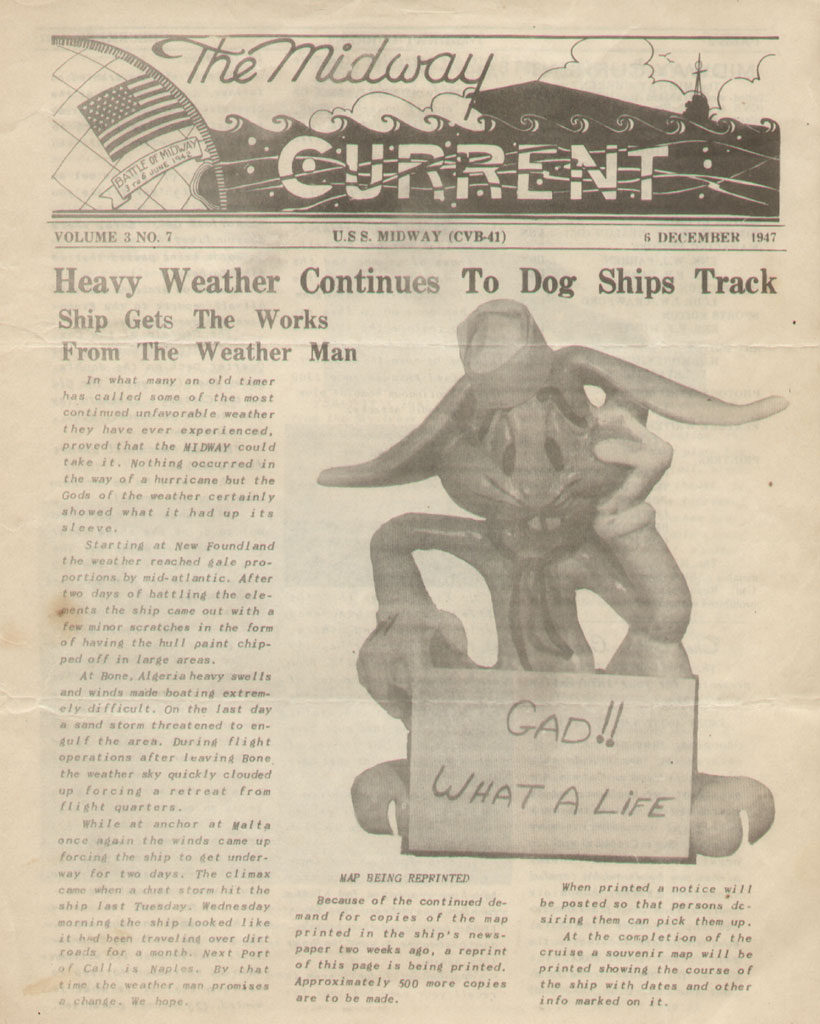 The Midway
CURRENT
BATTLE OF MIDWAY
3 rd 6 JUNE 1942
VOLUME 3 NO. 7
U.S S. MIDWAY (CVB-41)
6 DECEMBER 1947
Heavy Weather Continues To Dog Ships Track
Ship Gets The Works
From The Weather Man
In what many an old timer
has called some of the most
continued unfavorable weather
they have ever experienced,
proved that the MIDWAY could
take it. Nothing occurred in
the way of a hurricane but the
Gods of the weather certainly
showed what it had up its
sleeve.
Starting at New Foundland
the weather reached gale pro-
portions by mid-atlantic. After
two days of battling the ele-
ments the ship came out with a
few minor scratches in the form
of having the hull paint chip-
ped off in large areas.
At Bone, Algeria heavy swells
and winds made boating extrem-
ely difficult. On the last day
a sand storm threatened to en-
gulf the area. During flight
operations after leaving Bone
the weather sky quickly clouded
up forcing a retreat from
flight quarters.
While at anchor at Malta
once again the winds came up
forcing the ship to get under-
way for two days. The climax
came when a dust storm hit the
ship last Tuesday. Wednesday
morning the ship looked like
it had been traveling over dirt
roads for a month. Next Port
of Call is Naples. By that
time the weather man promises
a change. We hope.
GAD!!
WHAT A LIFE
MAP BEING REPRINTED
Because of the continued de-
mand for copies of the map
printed in the ship's news-
paper two weeks ago, a reprint
of this page is being printed.
Approximately 500 more copies
are to be made.
When printed a notice will
be posted so that persons de-
siring them can pick them up.
At the completion of the
cruise a souvenir map will be
printed showing the course of
the ship with dates and other
info marked on it.